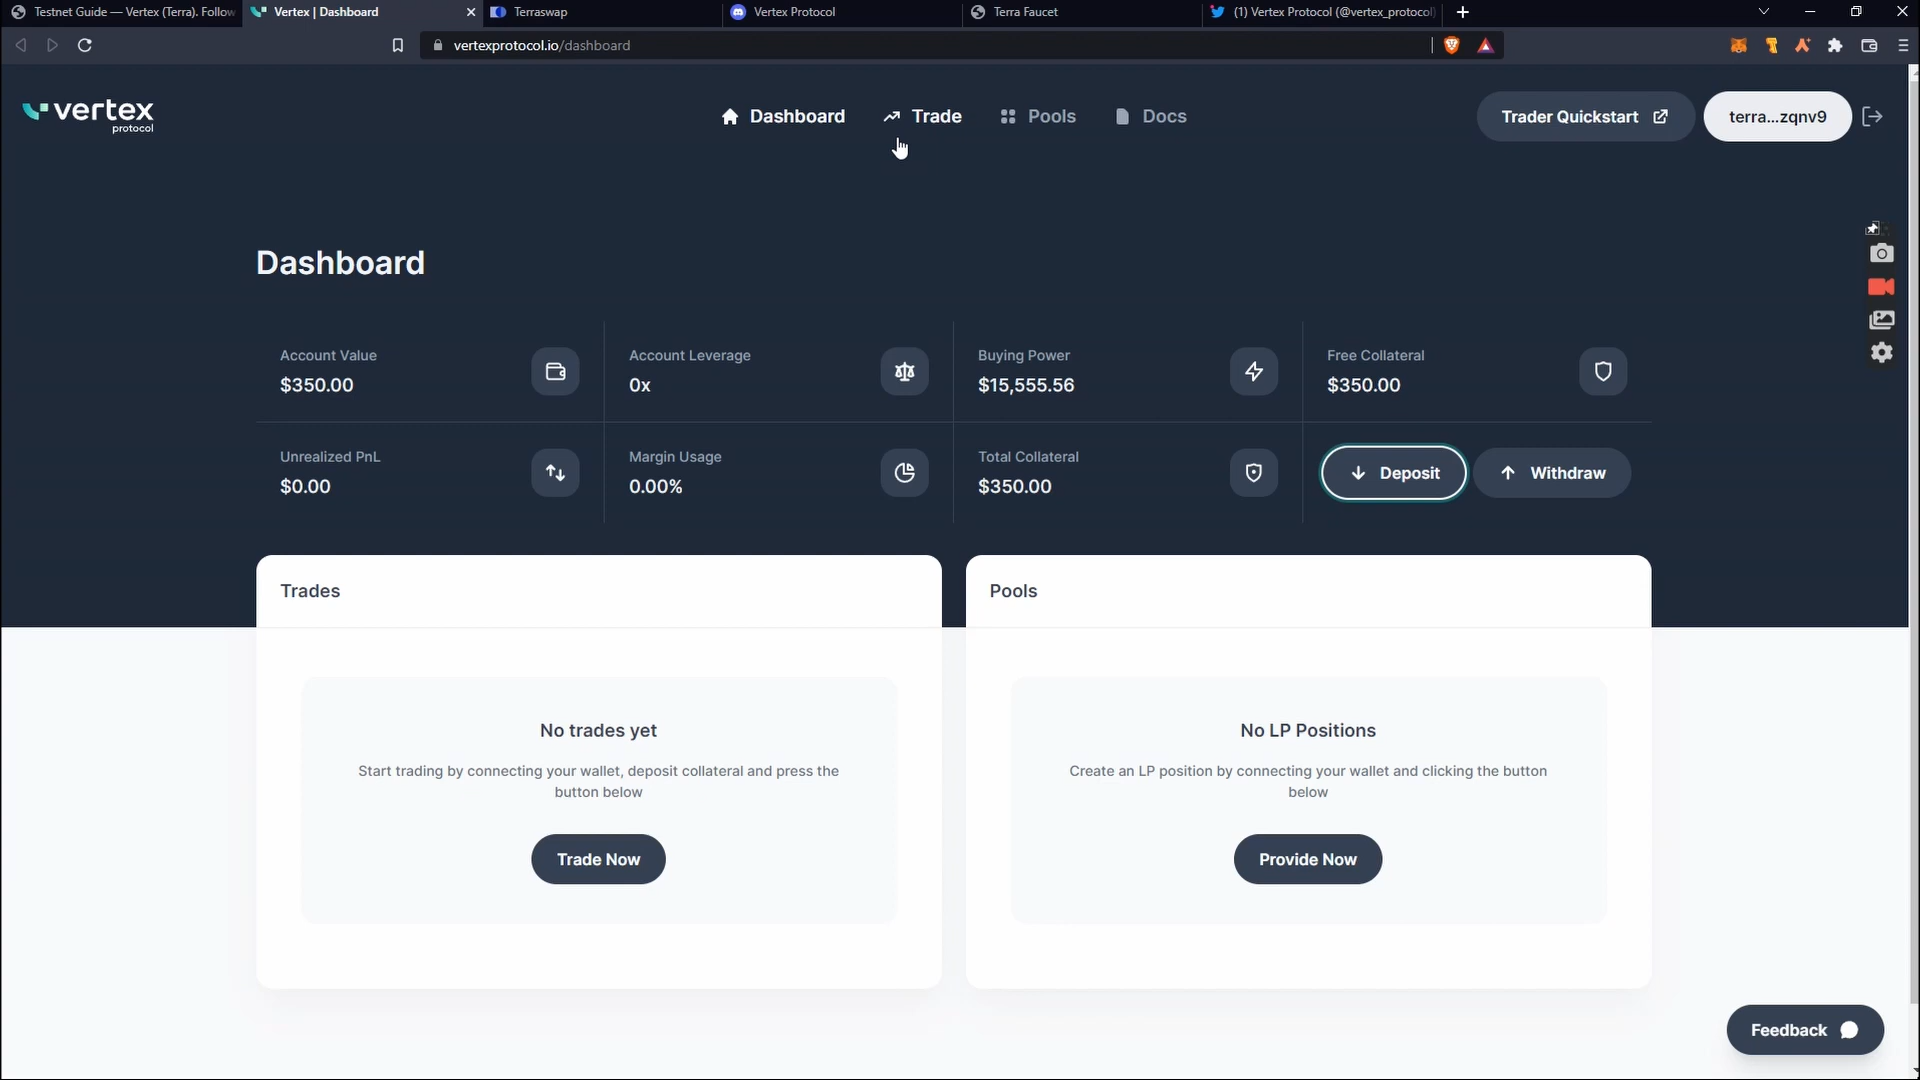 Testnet Guide — Vertex (Terra). Follow
Vertex | Dashboard
Terraswap
Vertex Protocol
Terra Faucet
(1) Vertex Protocol (@vertex_protocol)
vertexprotocol.io/dashboard
vertex
protocol
Dashboard
Trade
Pools
Docs
Trader Quickstart
terra...zqnv9
Dashboard
Account Value
$350.00
Account Leverage
0x
Buying Power
$15,555.56
Free Collateral
$350.00
Unrealized PnL
$0.00
Margin Usage
0.00%
Total Collateral
$350.00
Deposit
Withdraw
Trades
No trades yet
Start trading by connecting your wallet, deposit collateral and press the
button below
Trade Now
Pools
No LP Positions
Create an LP position by connecting your wallet and clicking the button
below
Provide Now
Feedback